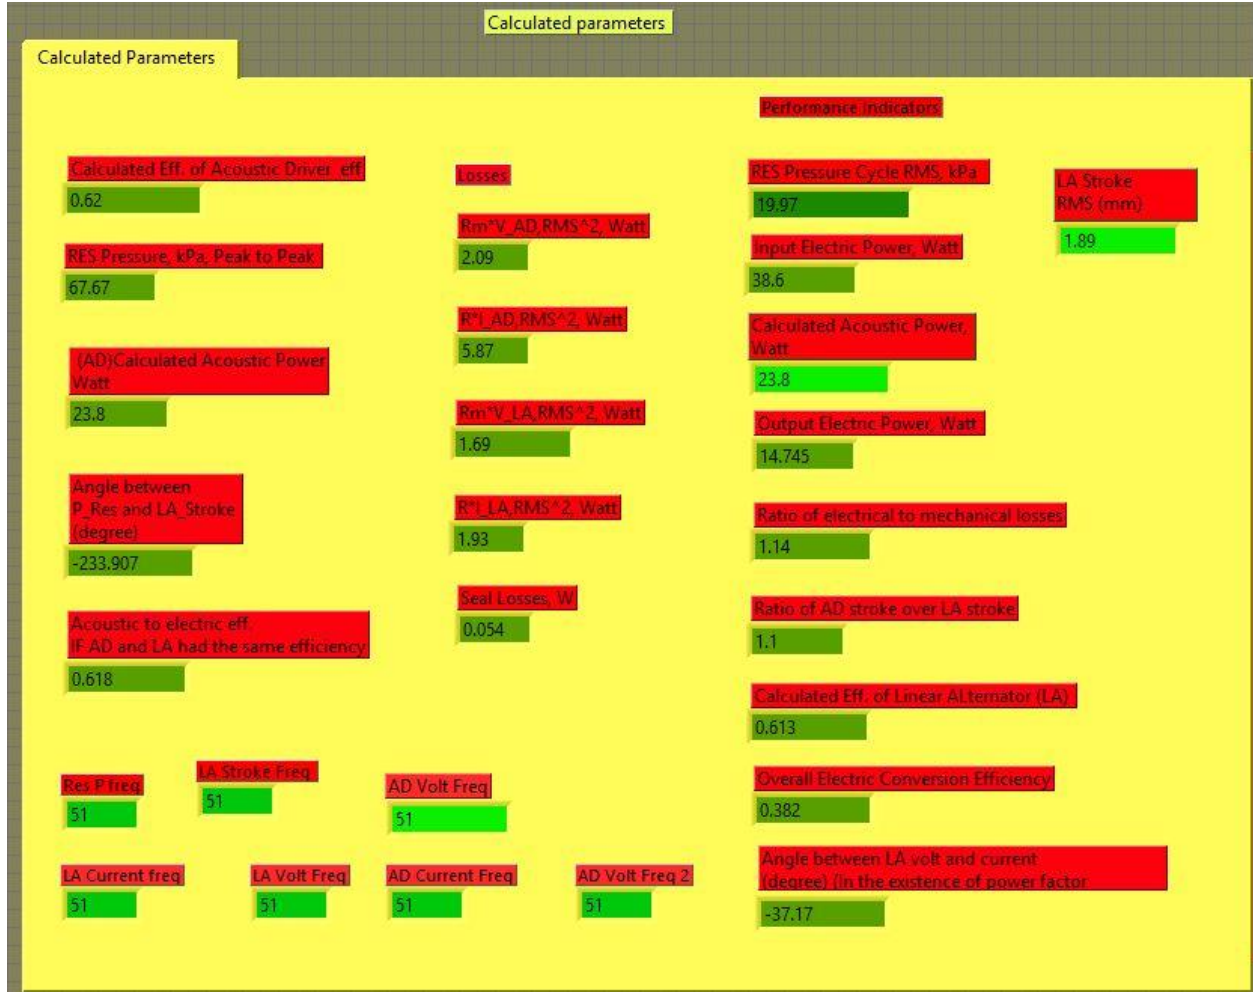 Calculated parameters
Calculated Parameters
Performance Indicators
Calculated Eff. of Acoustic Driver_eff
0.62
RES Pressure, kPa, Peak to Peak
67.67
(AD)Calculated Acoustic Power
Watt
23.8
Angle between
P_Res and LA_Stroke
(degree)
-233.907
Acoustic to electric eff.
IF AD and LA had the same efficiency
0.618
Losses
Rm*V_AD,RMS^2, Watt
2.09
R*I_AD,RMS^2, Watt
5.87
Rm*V_LA,RMS^2, Watt
1.69
R*I_LA,RMS^2, Watt
1.93
Seal Losses, W
0.054
RES Pressure Cycle RMS, kPa
19.97
Input Electric Power, Watt
38.6
Calculated Acoustic Power,
Watt
23.8
Output Electric Power, Watt
14.745
Ratio of electrical to mechanical losses
1.14
Ratio of AD stroke over LA stroke
1.1
Calculated Eff. of Linear ALternator (LA)
0.613
Overall Electric Conversion Efficiency
0.382
Angle between LA volt and current
(degree) (In the existence of power factor
-37.17
LA Stroke
RMS (mm)
1.89
Res P freq
51
LA Stroke Freq
51
AD Volt Freq
51
LA Current freq
51
LA Volt Freq
51
AD Current Freq
51
AD Volt Freq 2
51